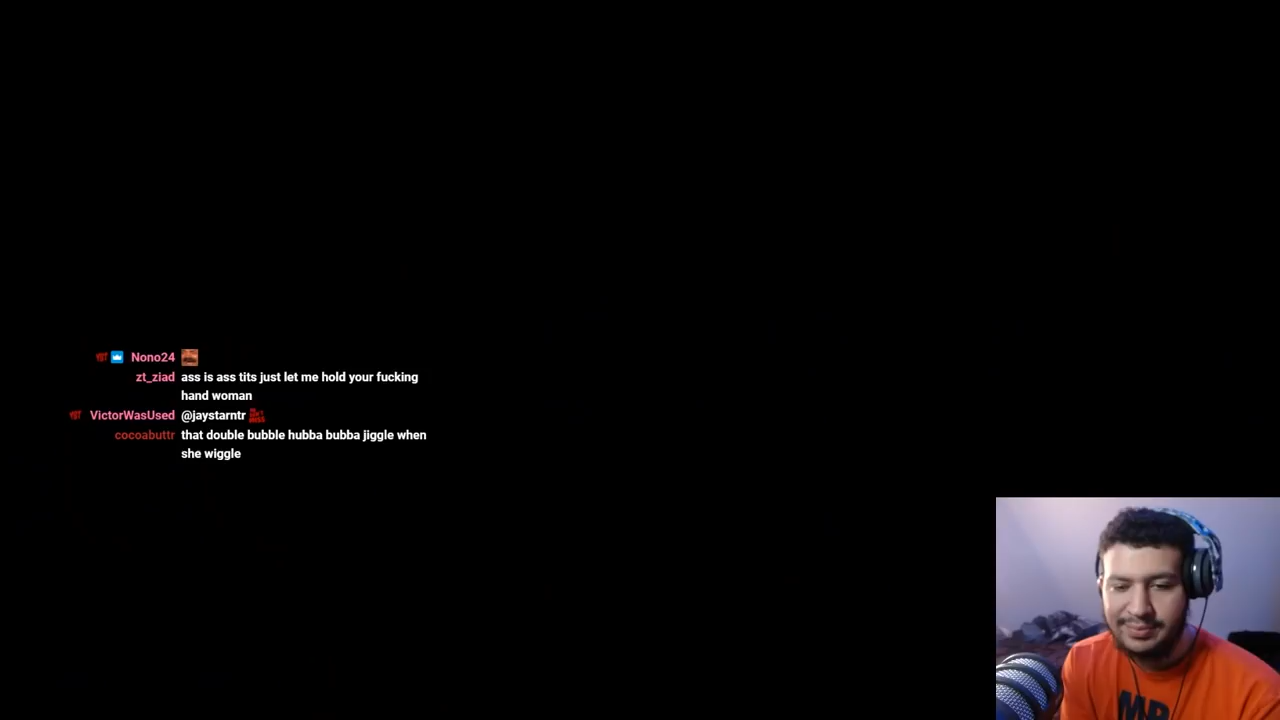 Nono24
zt_ziad ass is ass tits just let me hold your fucking
hand woman
VictorWasUsed @jaystarntr
cocoabuttr that double bubble hubba bubba jiggle when
she wiggle
MR